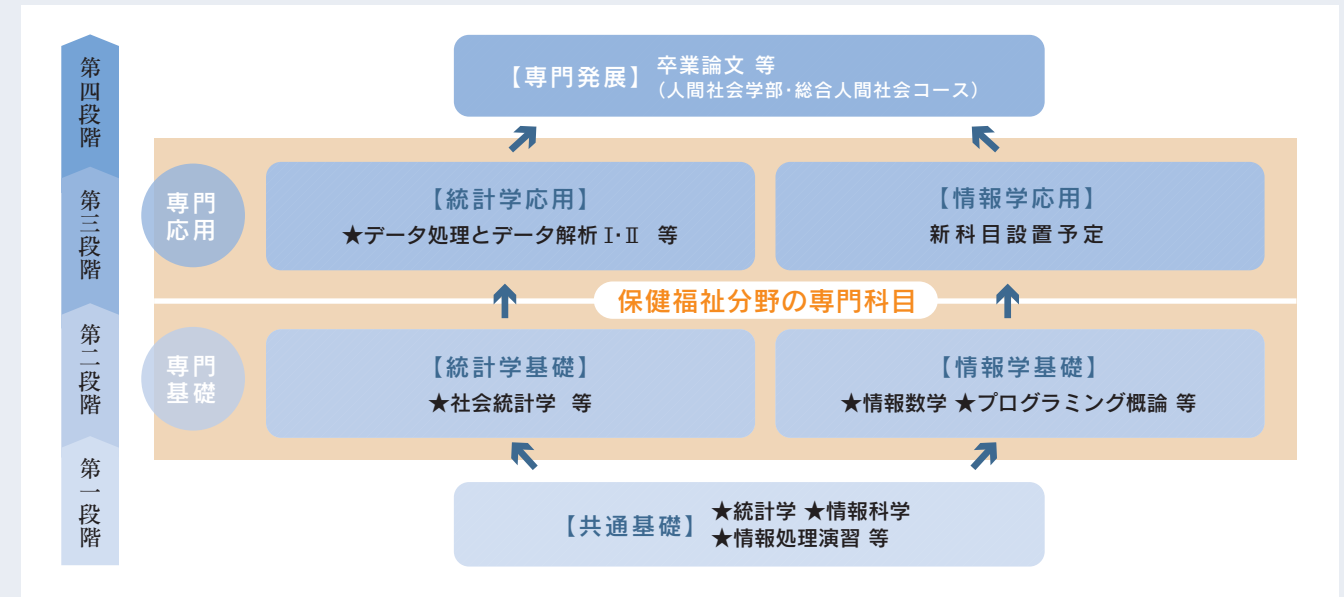 第四段階
【専門発展】 卒業論文 等
(人間社会学部・総合人間社会コース)
第三段階
専門
応用
【統計学応用】
★データ処理とデータ解析 Ⅰ・Ⅱ 等
【情報学応用】
新科目設置予定
保健福祉分野の専門科目
第二段階
専門
基礎
【統計学基礎】
★社会統計学 等
【情報学基礎】
★情報数学 ★プログラミング概論 等
第一段階
【共通基礎】 ★統計学 ★情報科学
★情報処理演習 等